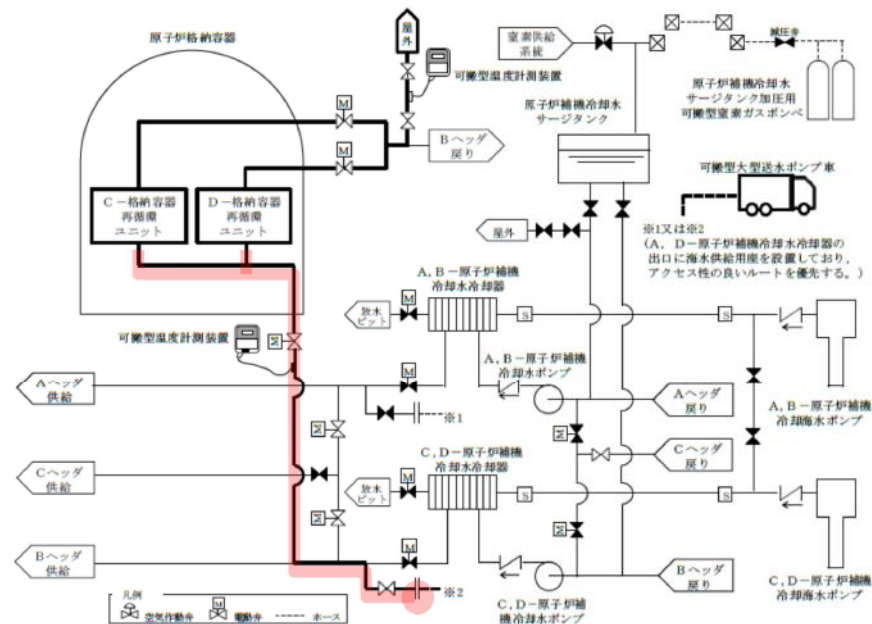 原子炉格納容器
屋外
可搬型温度計測装置
M
M
Bヘッダ
戻り
C-格納容器
再循環
ユニット
D-格納容器
再循環
ユニット
窒素供給
系統
減圧弁
原子炉補機冷却水
サージタンク
原子炉補機冷却水
サージタンク加圧用
可搬型窒素ガスボンベ
可搬型大型送水ポンプ車
※1又は※2
(A, D-原子炉補機冷却水冷却器の
出口に海水供給用座を設置しており,
アクセス性の良いルートを優先する。)
屋外
A, B-原子炉補機
冷却水冷却器
放水
ピット
M
S
S
可搬型温度計測装置
M
Aヘッダ
供給
M
A, B-原子炉補機
冷却水ポンプ
※1
M
Aヘッダ
戻り
M
A, B-原子炉補機
冷却海水ポンプ
Cヘッダ
戻り
Cヘッダ
供給
C, D-原子炉補機
冷却水冷却器
放水
ピット
M
S
S
M
M
Bヘッダ
供給
M
Bヘッダ
戻り
※2
C, D-原子炉補
機冷却水ポンプ
C, D-原子炉補機
冷却海水ポンプ
凡例
空気作動弁
M
電動弁
ホース